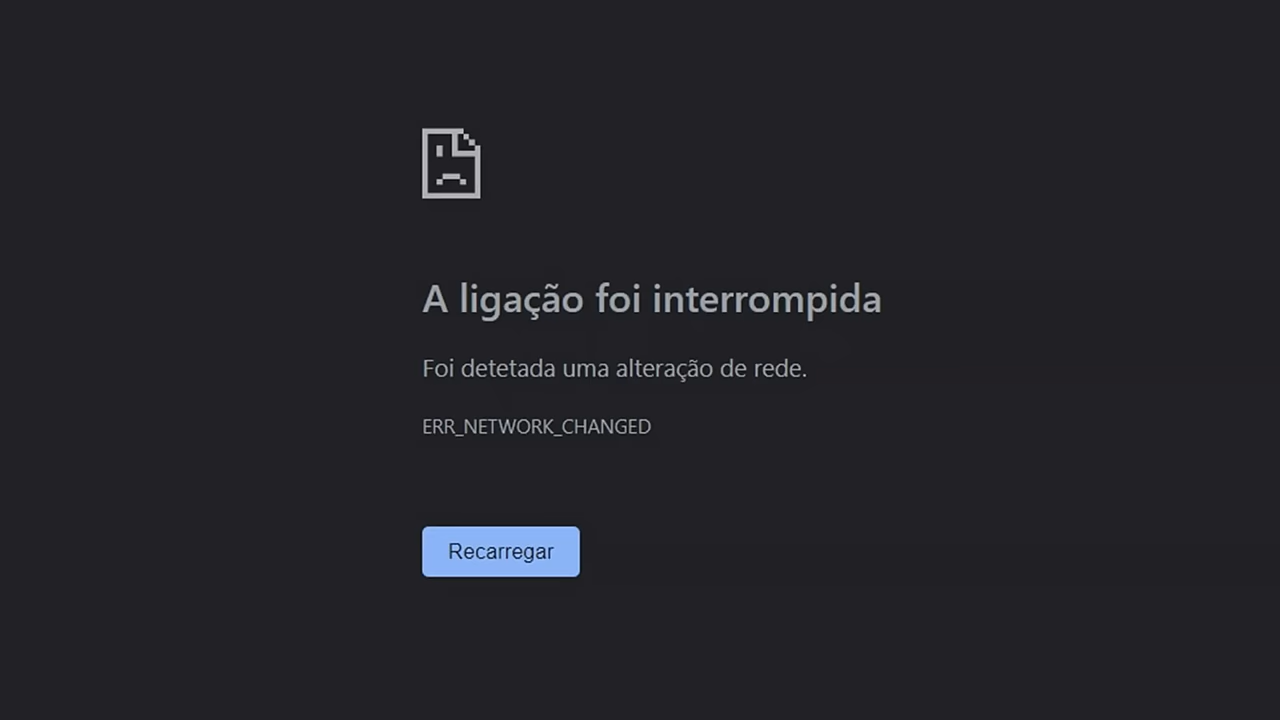 A ligação foi interrompida
Foi detetada uma alteração de rede.
ERR_NETWORK_CHANGED
Recarregar